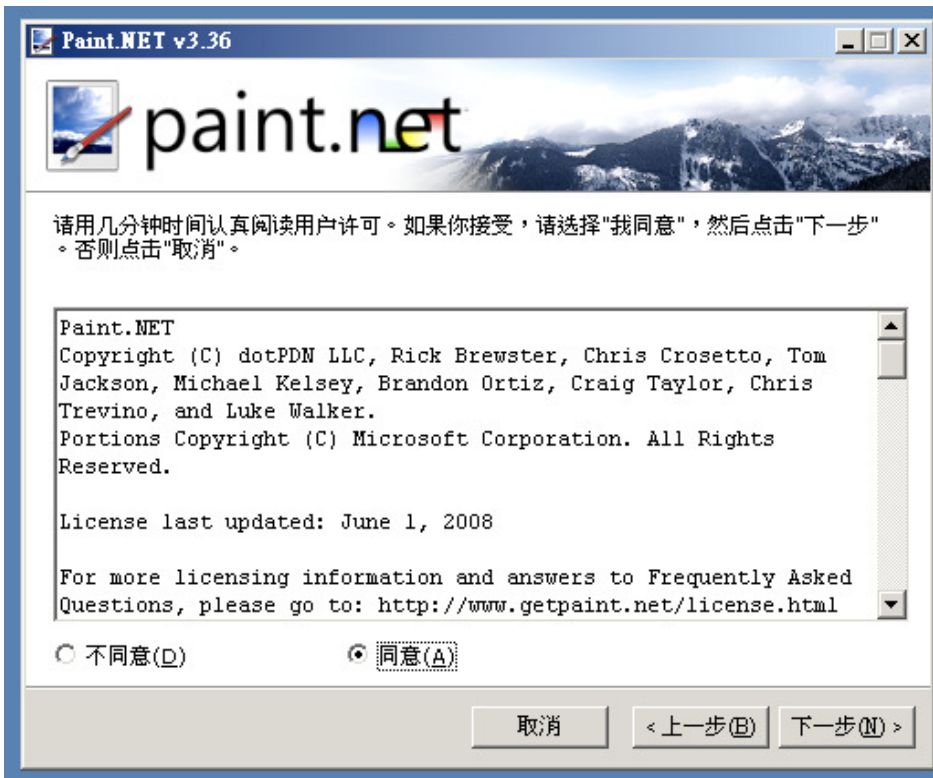 Paint.NET v3.36
paint.net
请用几分钟时间认真阅读用户许可。如果你接受,请选择"我同意",然后点击"下一步"
。否则点击"取消"。
Paint.NET
Copyright (C) dotPDN LLC, Rick Brewster, Chris Crosetto, Tom
Jackson, Michael Kelsey, Brandon Ortiz, Craig Taylor, Chris
Trevino, and Luke Walker.
Portions Copyright (C) Microsoft Corporation. All Rights
Reserved.
License last updated: June 1, 2008
For more licensing information and answers to Frequently Asked
Questions, please go to: http://www.getpaint.net/license.html
不同意(D) 同意(A)
取消 <上一步(B) 下一步(N)>